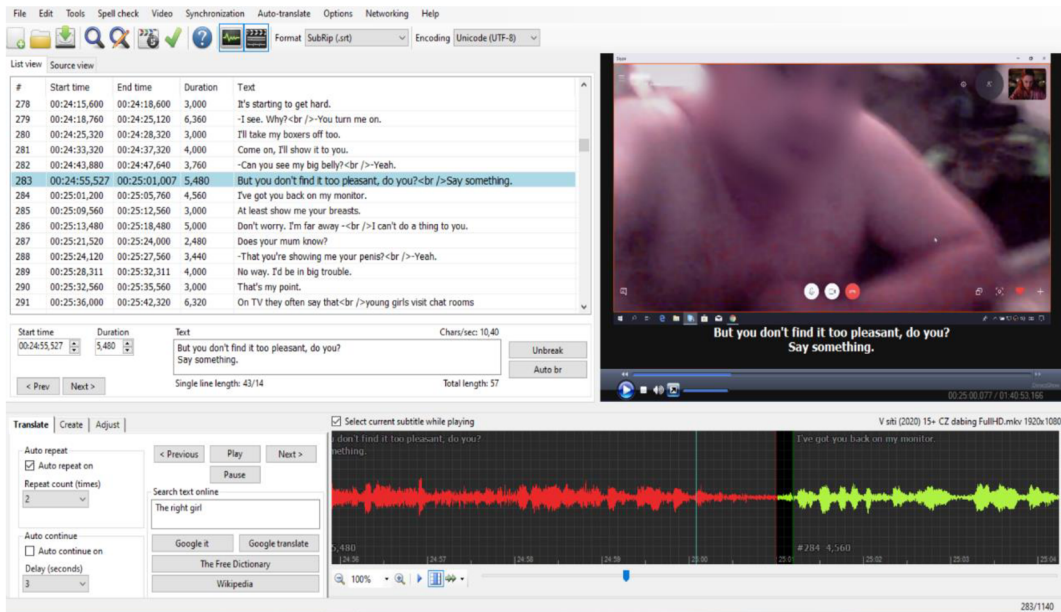 File Edit Tools Spell check Video Synchronization Auto-translate Options Networking Help
Format SubRip (.srt) Encoding Unicode (UTF-8)
List view Source view
# Start time End time Duration Text
278 00:24:15,600 00:24:18,600 3,000 It's starting to get hard.
279 00:24:18,760 00:24:25,120 6,360 -I see. Why?<br />-You turn me on.
280 00:24:25,320 00:24:28,320 3,000 I'll take my boxers off too.
281 00:24:33,320 00:24:37,320 4,000 Come on, I'll show it to you.
282 00:24:43,880 00:24:47,640 3,760 -Can you see my big belly?<br />-Yeah.
283 00:24:55,527 00:25:01,007 5,480 But you don't find it too pleasant, do you?<br />Say something.
284 00:25:01,200 00:25:05,760 4,560 I've got you back on my monitor.
285 00:25:09,560 00:25:12,560 3,000 At least show me your breasts.
286 00:25:13,480 00:25:18,480 5,000 Don't worry. I'm far away -<br />I can't do a thing to you.
287 00:25:21,520 00:25:24,000 2,480 Does your mum know?
288 00:25:24,120 00:25:27,560 3,440 -That you're showing me your penis?<br />-Yeah.
289 00:25:28,311 00:25:32,311 4,000 No way. I'd be in big trouble.
290 00:25:32,560 00:25:35,560 3,000 That's my point.
291 00:25:36,000 00:25:42,320 6,320 On TV they often say that<br />young girls visit chat rooms
Start time Duration Text Chars/sec: 10,40
00:24:55,527 5,480 But you don't find it too pleasant, do you?
Say something.
Unbreak
Auto br
< Prev Next > Single line length: 43/14 Total length: 57
But you don't find it too pleasant, do you?
Say something.
00:25:00,077 / 01:40:53,166
Translate Create Adjust
Auto repeat
Auto repeat on
Repeat count (times)
2
Auto continue
Auto continue on
Delay (seconds)
3
< Previous Play Next >
Pause
Search text online
The right girl
Google it Google translate
The Free Dictionary
Wikipedia
Select current subtitle while playing V siti (2020) 15+ CZ dabing FullHD.mkv 1920x1080
don't find it too pleasant, do you? I've got you back on my monitor.
ething.
5,480 #284 4,560
24:56 24:57 24:58 24:59 25:00 25:01 25:02 25:03 25:04
100%
283/1140